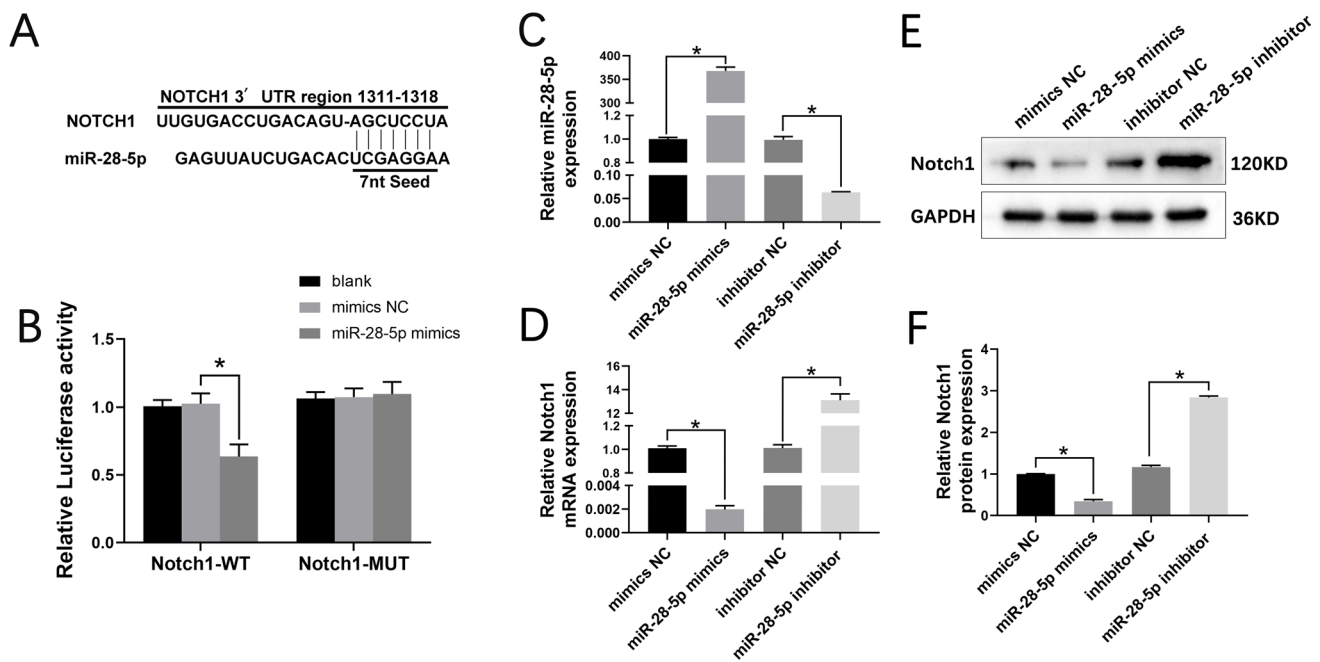 A
NOTCH1 3′ UTR region 1311-1318
NOTCH1 UUGUGACCUGACAGU-AGCUCCUA
miR-28-5p GAGUUAUCUGACACUCGAGGAA
7nt Seed
B
blank
mimics NC
miR-28-5p mimics
Relative Luciferase activity
1.5
1.0
0.5
0.0
*
Notch1-WT
Notch1-MUT
C
Relative miR-28-5p
expression
400
350
300
1.2
1.0
0.8
0.10
0.05
0.00
*
*
mimics NC
miR-28-5p mimics
inhibitor NC
miR-28-5p inhibitor
D
Relative Notch1
mRNA expression
16
14
12
1.2
1.0
0.8
0.004
0.002
0.000
*
*
mimics NC
miR-28-5p mimics
inhibitor NC
miR-28-5p inhibitor
E
mimics NC
miR-28-5p mimics
inhibitor NC
miR-28-5p inhibitor
Notch1 120KD
GAPDH 36KD
F
Relative Notch1
protein expression
4
3
2
1
0
*
*
mimics NC
miR-28-5p mimics
inhibitor NC
miR-28-5p inhibitor